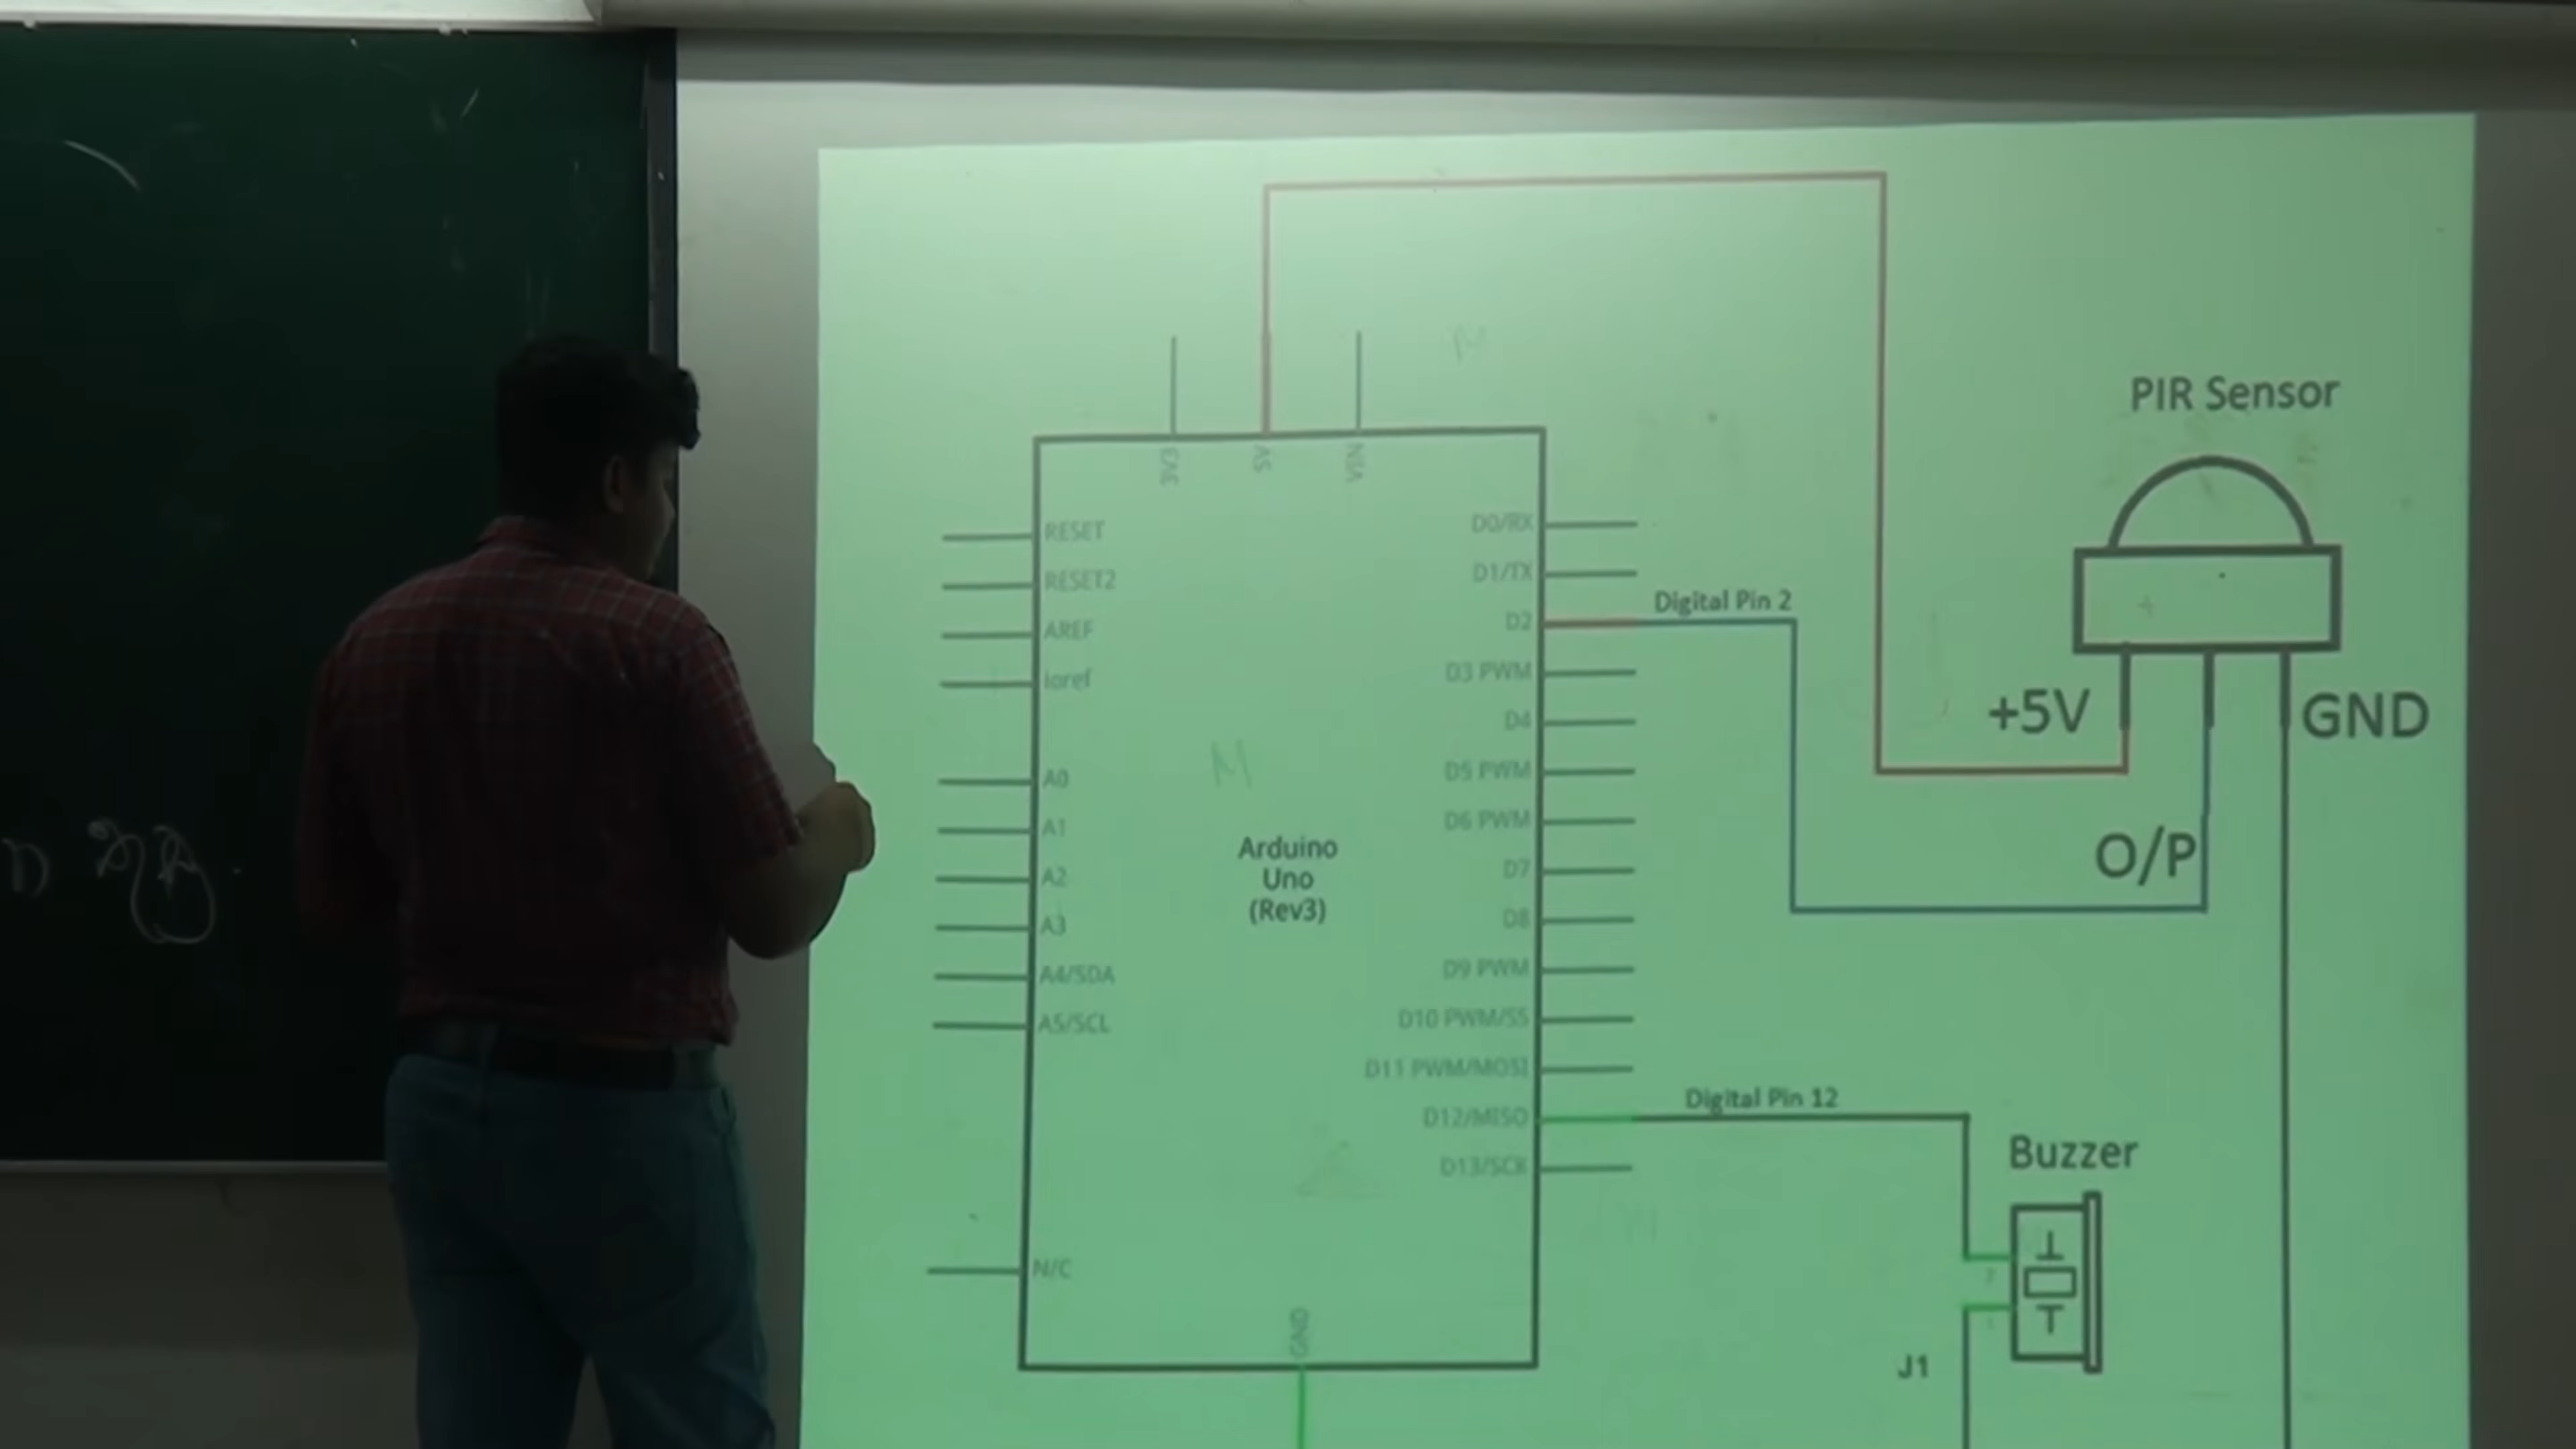 PIR Sensor
3V3
5V
VIN
RESET
RESET2
AREF
ioref
A0
A1
A2
A3
A4/SDA
A5/SCL
N/C
Arduino
Uno
(Rev3)
GND
D0/RX
D1/TX
D2
D3 PWM
D4
D5 PWM
D6 PWM
D7
D8
D9 PWM
D10 PWM/SS
D11 PWM/MOSI
D12/MISO
D13/SCK
Digital Pin 2
+5V
GND
O/P
Digital Pin 12
Buzzer
J1